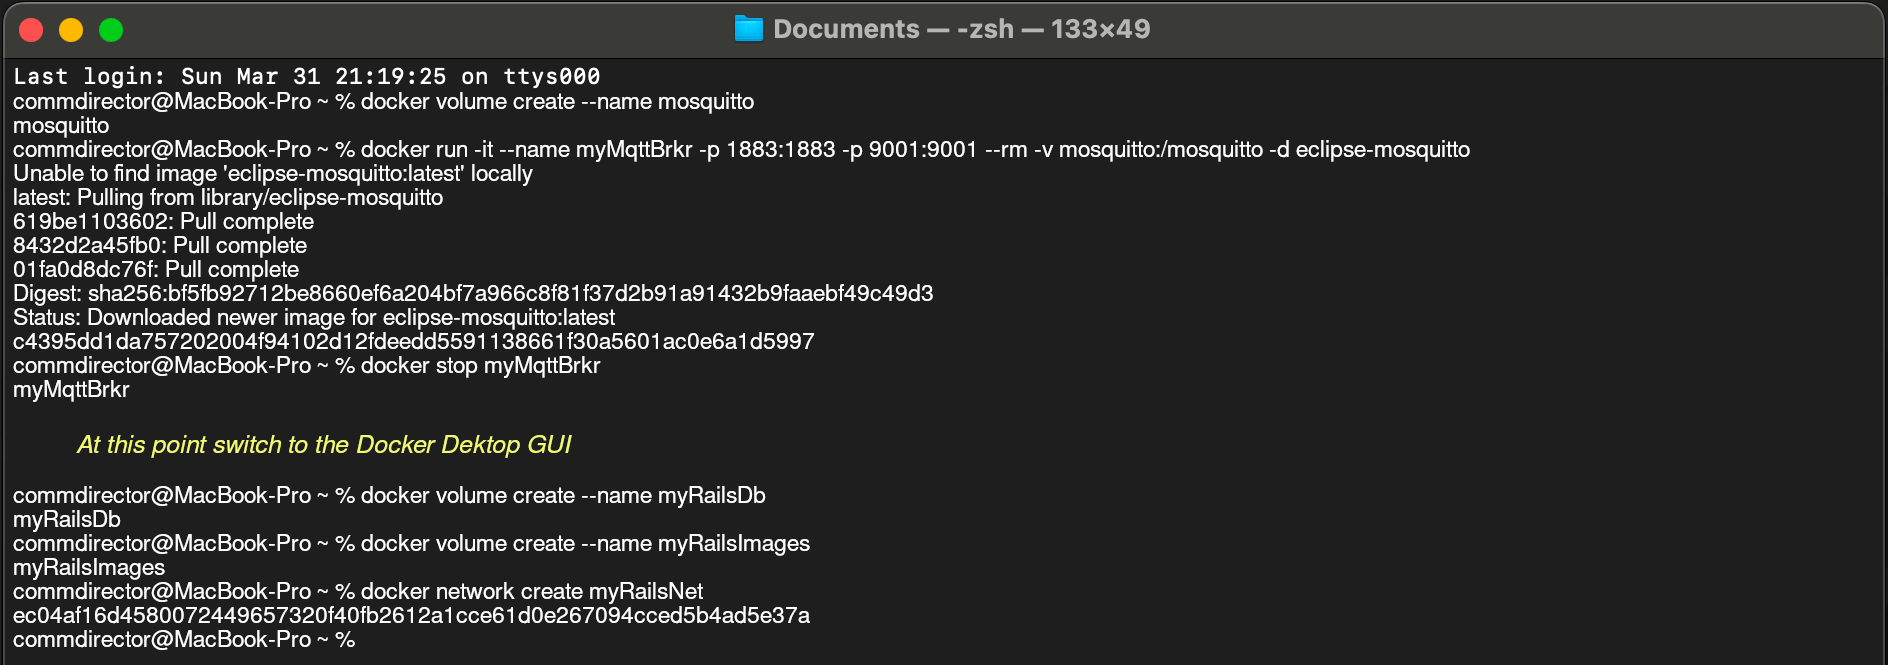 Documents — -zsh — 133×49
Last login: Sun Mar 31 21:19:25 on ttys000
commdirector@MacBook-Pro ~ % docker volume create --name mosquitto
mosquitto
commdirector@MacBook-Pro ~ % docker run -it --name myMqttBrkr -p 1883:1883 -p 9001:9001 --rm -v mosquitto:/mosquitto -d eclipse-mosquitto
Unable to find image 'eclipse-mosquitto:latest' locally
latest: Pulling from library/eclipse-mosquitto
619be1103602: Pull complete
8432d2a45fb0: Pull complete
01fa0d8dc76f: Pull complete
Digest: sha256:bf5fb92712be8660ef6a204bf7a966c8f81f37d2b91a91432b9faaebf49c49d3
Status: Downloaded newer image for eclipse-mosquitto:latest
c4395dd1da757202004f94102d12fdeedd5591138661f30a5601ac0e6a1d5997
commdirector@MacBook-Pro ~ % docker stop myMqttBrkr
myMqttBrkr
At this point switch to the Docker Dektop GUI
commdirector@MacBook-Pro ~ % docker volume create --name myRailsDb
myRailsDb
commdirector@MacBook-Pro ~ % docker volume create --name myRailsImages
myRailsImages
commdirector@MacBook-Pro ~ % docker network create myRailsNet
ec04af16d4580072449657320f40fb2612a1cce61d0e267094cced5b4ad5e37a
commdirector@MacBook-Pro ~ %